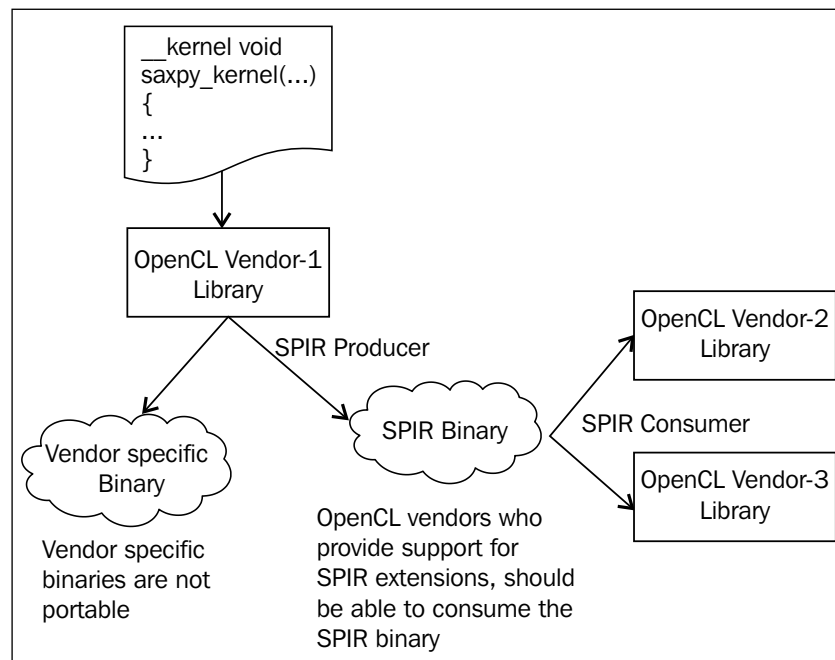 __kernel void
saxpy_kernel(...)
{
...
}
OpenCL Vendor-1
Library
SPIR Producer
Vendor specific
Binary
SPIR Binary
OpenCL Vendor-2
Library
SPIR Consumer
OpenCL Vendor-3
Library
Vendor specific
binaries are not
portable
OpenCL vendors who
provide support for
SPIR extensions, should
be able to consume the
SPIR binary